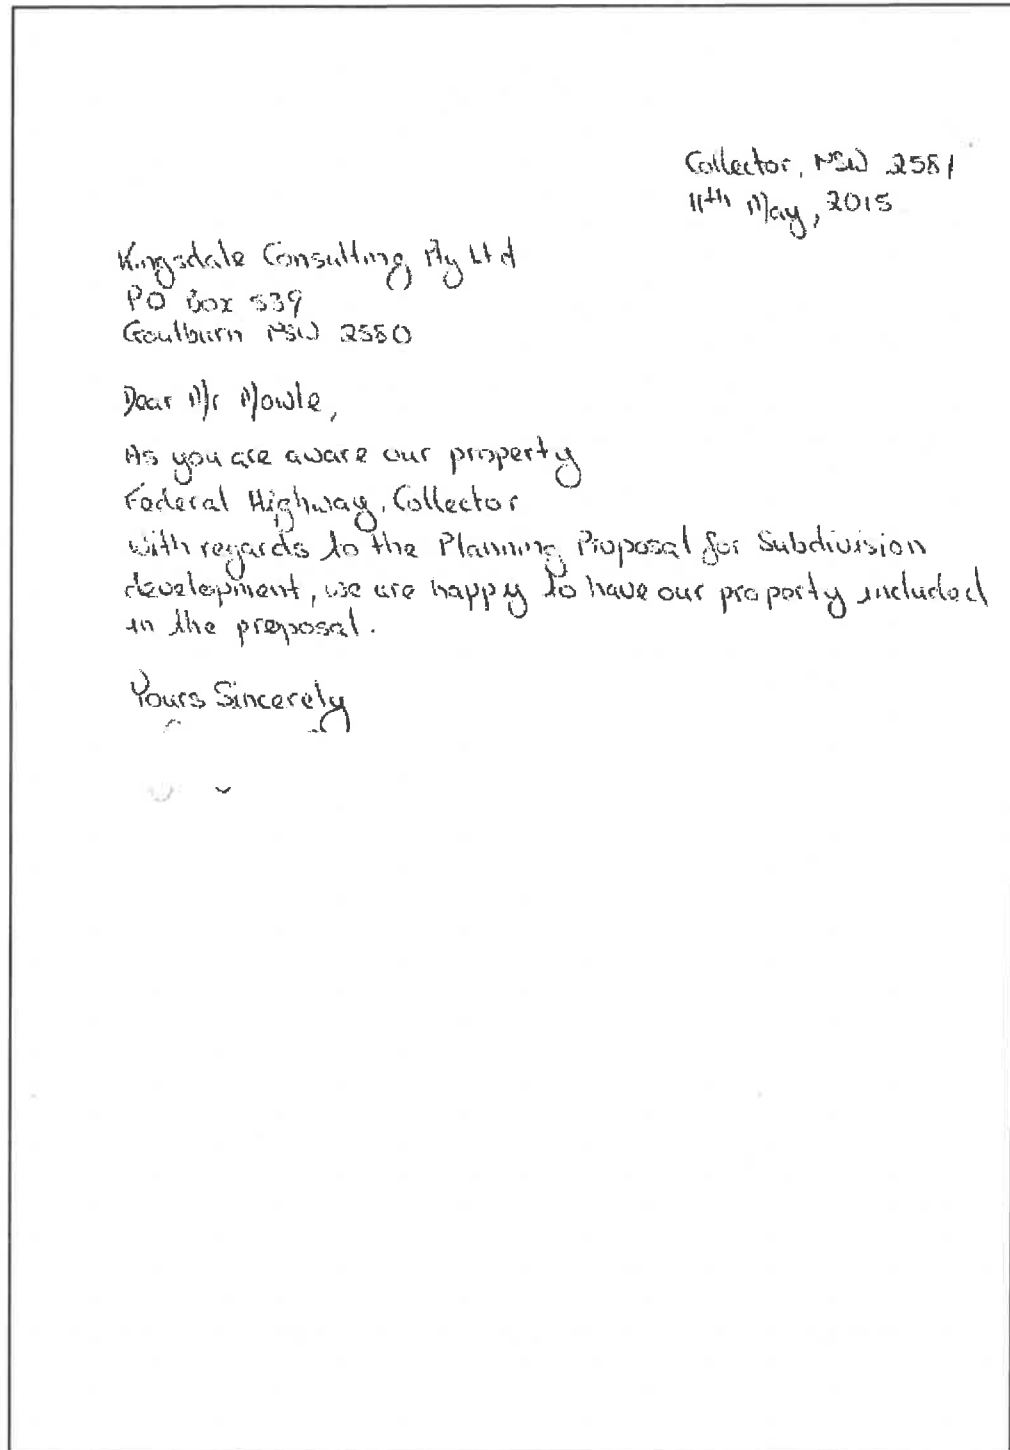 Collector, NSW 2581
11th May, 2015
Kingsdale Consulting Pty Ltd
PO Box 539
Goulburn NSW 2580
Dear Mr Mowle,
As you are aware our property
Federal Highway, Collector
with regards to the Planning Proposal for Subdivision
development, we are happy to have our property included
in the proposal.
Yours Sincerely